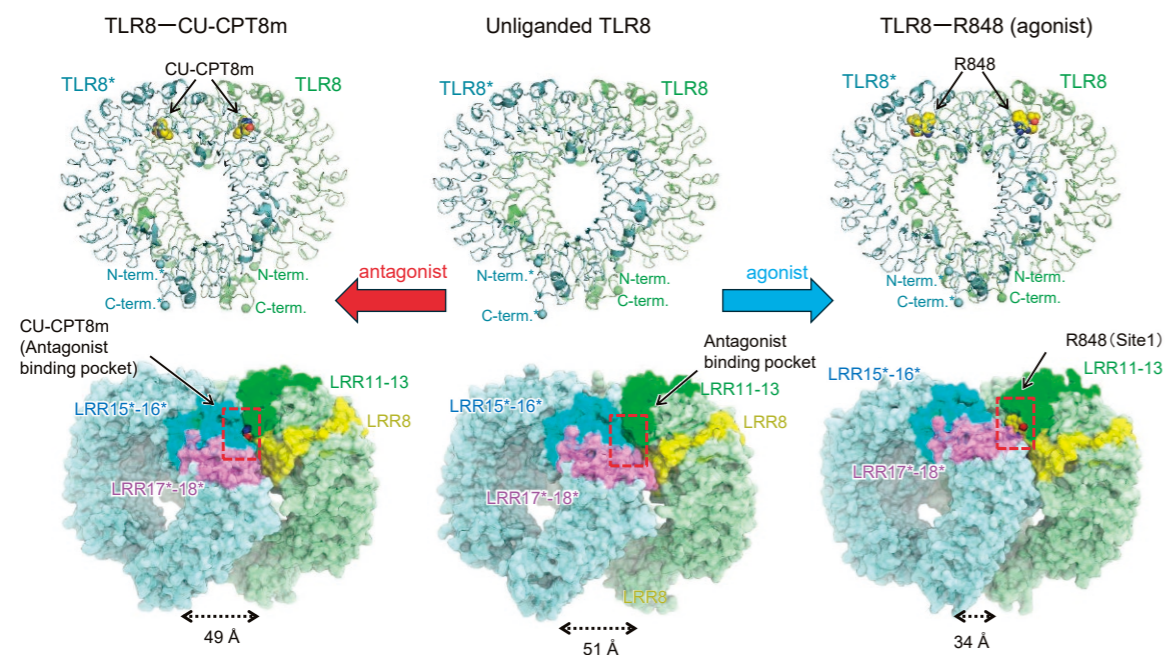 TLR8—CU-CPT8m
Unliganded TLR8
TLR8—R848 (agonist)
CU-CPT8m
TLR8*
TLR8
TLR8*
TLR8
R848
TLR8*
TLR8
N-term.*
N-term.
C-term.*
C-term.
antagonist
N-term.*
N-term.
C-term.
C-term.*
agonist
N-term.*
N-term.
C-term.*
C-term.
CU-CPT8m
(Antagonist
binding pocket)
LRR11-13
LRR15*-16*
LRR8
LRR17*-18*
49 Å
Antagonist
binding pocket
LRR11-13
LRR15*-16*
LRR8
LRR17*-18*
LRR8
51 Å
R848(Site1)
LRR15*-16*
LRR11-13
LRR17*-18*
LRR8
34 Å